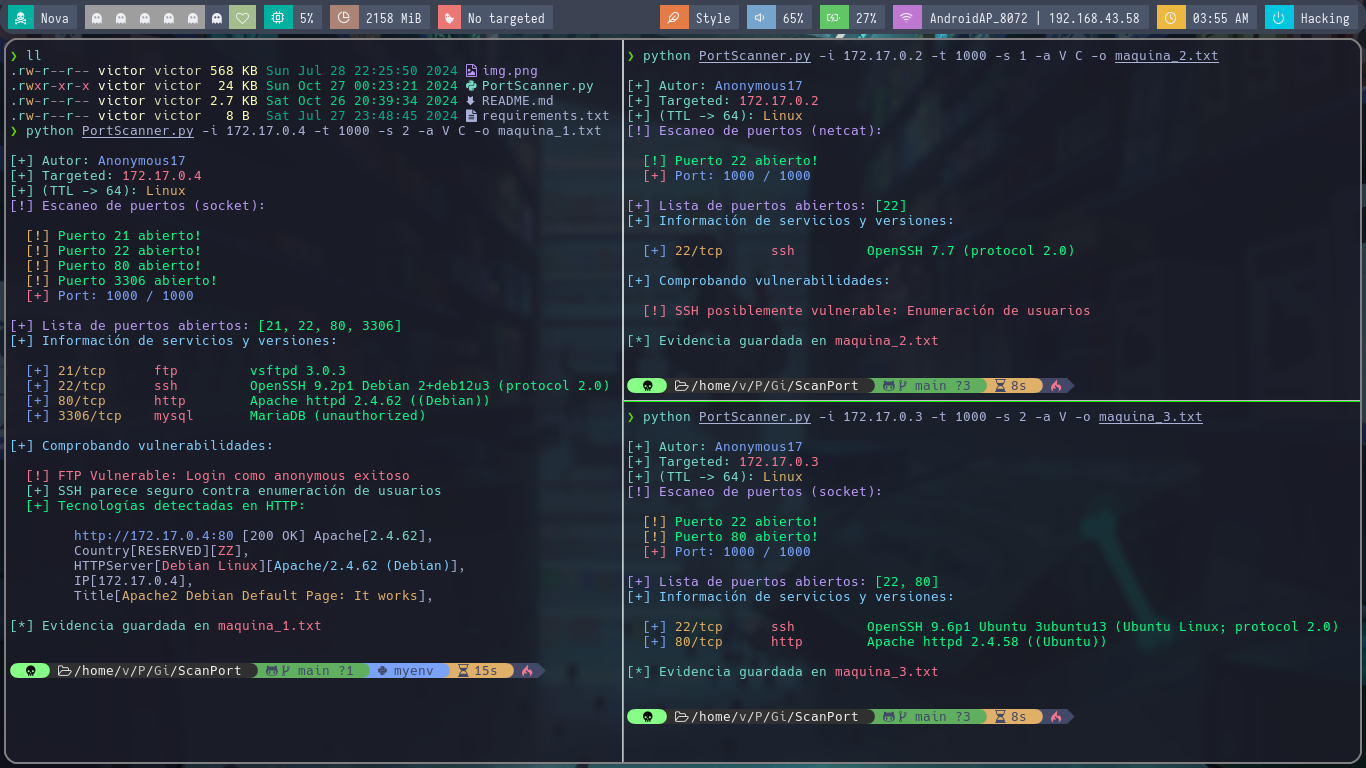 Nova 5% 2158 MiB No targeted Style 65% 27% AndroidAP_8072 | 192.168.43.58 03:55 AM Hacking
❯ ll
.rw-r--r-- victor victor 568 KB Sun Jul 28 22:25:50 2024 img.png
.rwxr-xr-x victor victor 24 KB Sun Oct 27 00:23:21 2024 PortScanner.py
.rw-r--r-- victor victor 2.7 KB Sat Oct 26 20:39:34 2024 README.md
.rw-r--r-- victor victor 8 B Sat Jul 27 23:48:45 2024 requirements.txt
❯ python PortScanner.py -i 172.17.0.4 -t 1000 -s 2 -a V C -o maquina_1.txt
[+] Autor: Anonymous17
[+] Targeted: 172.17.0.4
[+] (TTL -> 64): Linux
[!] Escaneo de puertos (socket):
[!] Puerto 21 abierto!
[!] Puerto 22 abierto!
[!] Puerto 80 abierto!
[!] Puerto 3306 abierto!
[+] Port: 1000 / 1000
[+] Lista de puertos abiertos: [21, 22, 80, 3306]
[+] Información de servicios y versiones:
[+] 21/tcp ftp vsftpd 3.0.3
[+] 22/tcp ssh OpenSSH 9.2p1 Debian 2+deb12u3 (protocol 2.0)
[+] 80/tcp http Apache httpd 2.4.62 ((Debian))
[+] 3306/tcp mysql MariaDB (unauthorized)
[+] Comprobando vulnerabilidades:
[!] FTP Vulnerable: Login como anonymous exitoso
[+] SSH parece seguro contra enumeración de usuarios
[+] Tecnologías detectadas en HTTP:
http://172.17.0.4:80 [200 OK] Apache[2.4.62],
Country[RESERVED][ZZ],
HTTPServer[Debian Linux][Apache/2.4.62 (Debian)],
IP[172.17.0.4],
Title[Apache2 Debian Default Page: It works],
[*] Evidencia guardada en maquina_1.txt
/home/v/P/Gi/ScanPort main ?1 myenv 15s
❯ python PortScanner.py -i 172.17.0.2 -t 1000 -s 1 -a V C -o maquina_2.txt
[+] Autor: Anonymous17
[+] Targeted: 172.17.0.2
[+] (TTL -> 64): Linux
[!] Escaneo de puertos (netcat):
[!] Puerto 22 abierto!
[+] Port: 1000 / 1000
[+] Lista de puertos abiertos: [22]
[+] Información de servicios y versiones:
[+] 22/tcp ssh OpenSSH 7.7 (protocol 2.0)
[+] Comprobando vulnerabilidades:
[!] SSH posiblemente vulnerable: Enumeración de usuarios
[*] Evidencia guardada en maquina_2.txt
/home/v/P/Gi/ScanPort main ?3 8s
❯ python PortScanner.py -i 172.17.0.3 -t 1000 -s 2 -a V -o maquina_3.txt
[+] Autor: Anonymous17
[+] Targeted: 172.17.0.3
[+] (TTL -> 64): Linux
[!] Escaneo de puertos (socket):
[!] Puerto 22 abierto!
[!] Puerto 80 abierto!
[+] Port: 1000 / 1000
[+] Lista de puertos abiertos: [22, 80]
[+] Información de servicios y versiones:
[+] 22/tcp ssh OpenSSH 9.6p1 Ubuntu 3ubuntu13 (Ubuntu Linux; protocol 2.0)
[+] 80/tcp http Apache httpd 2.4.58 ((Ubuntu))
[*] Evidencia guardada en maquina_3.txt
/home/v/P/Gi/ScanPort main ?3 8s